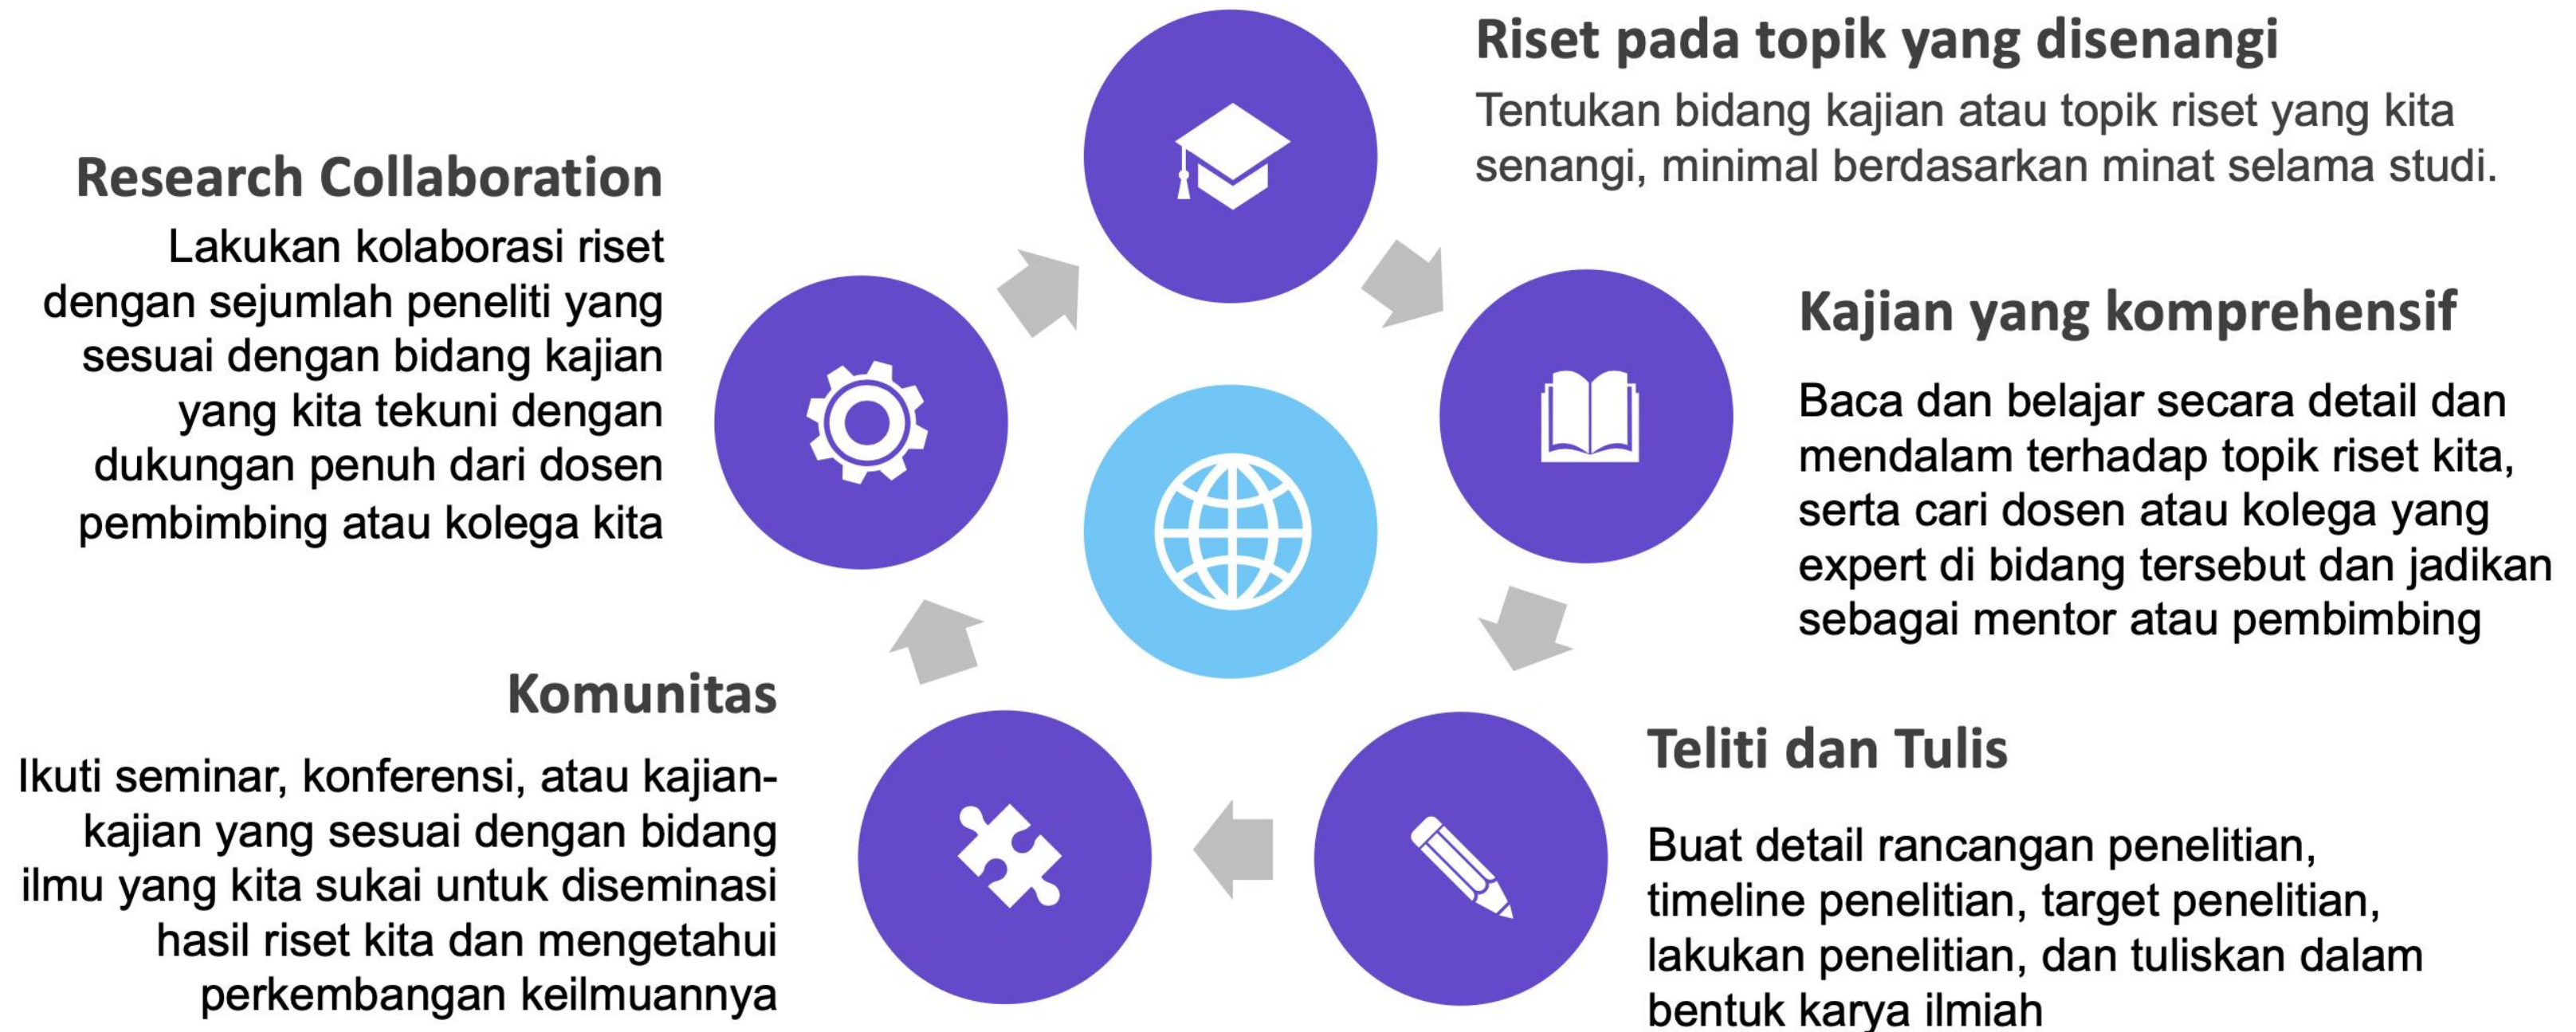 Riset pada topik yang disenangi
Tentukan bidang kajian atau topik riset yang kita
senangi, minimal berdasarkan minat selama studi.
Kajian yang komprehensif
Baca dan belajar secara detail dan
mendalam terhadap topik riset kita,
serta cari dosen atau kolega yang
expert di bidang tersebut dan jadikan
sebagai mentor atau pembimbing
Teliti dan Tulis
Buat detail rancangan penelitian,
timeline penelitian, target penelitian,
lakukan penelitian, dan tuliskan dalam
bentuk karya ilmiah
Komunitas
Ikuti seminar, konferensi, atau kajian-
kajian yang sesuai dengan bidang
ilmu yang kita sukai untuk diseminasi
hasil riset kita dan mengetahui
perkembangan keilmuannya
Research Collaboration
Lakukan kolaborasi riset
dengan sejumlah peneliti yang
sesuai dengan bidang kajian
yang kita tekuni dengan
dukungan penuh dari dosen
pembimbing atau kolega kita